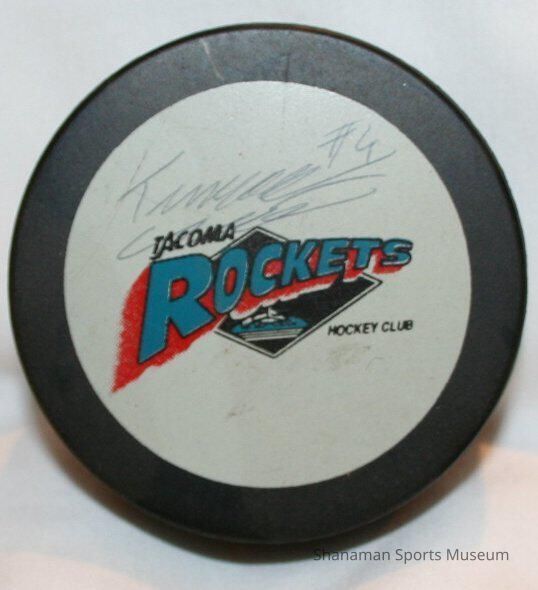 #4
TACOMA
ROCKETS
HOCKEY CLUB
Shanaman Sports Museum